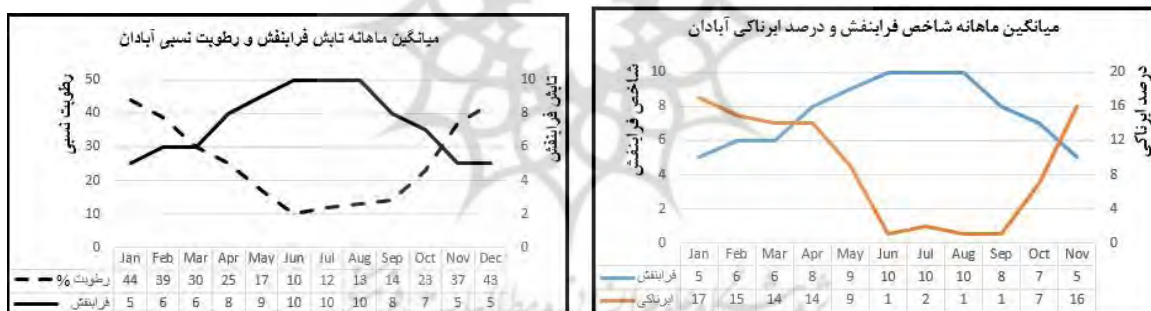 میانگین ماهانه تابش فرابنفش و رطوبت نسبی آبادان
رطوبت نسبی
تابش فرابنفش
50 40 30 20 10 0
10 8 6 4 2 0
Jan Feb Mar Apr May Jun Jul Aug Sep Oct Nov Dec
رطوبت % 44 39 30 25 17 10 12 13 14 23 37 43
فرابنفش 5 6 6 8 9 10 10 10 8 7 5 5
میانگین ماهانه شاخص فرابنفش و درصد ابرناکی آبادان
شاخص فرابنفش
درصد ابرناکی
10 8 6 4 2 0
20 16 12 8 4 0
Jan Feb Mar Apr May Jun Jul Aug Sep Oct Nov
فرابنفش 5 6 6 8 9 10 10 10 8 7 5
ابرناکی 17 15 14 14 9 1 2 1 1 7 16